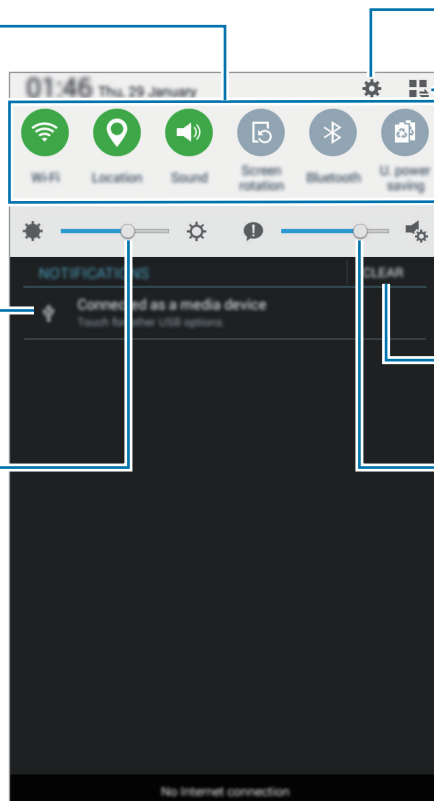 01:46 Thu, 29 January
Wi-Fi
Location
Sound
Screen rotation
Bluetooth
U. power saving
NOTIFICATIONS
CLEAR
Connected as a media device
Touch for other USB options
No Internet connection